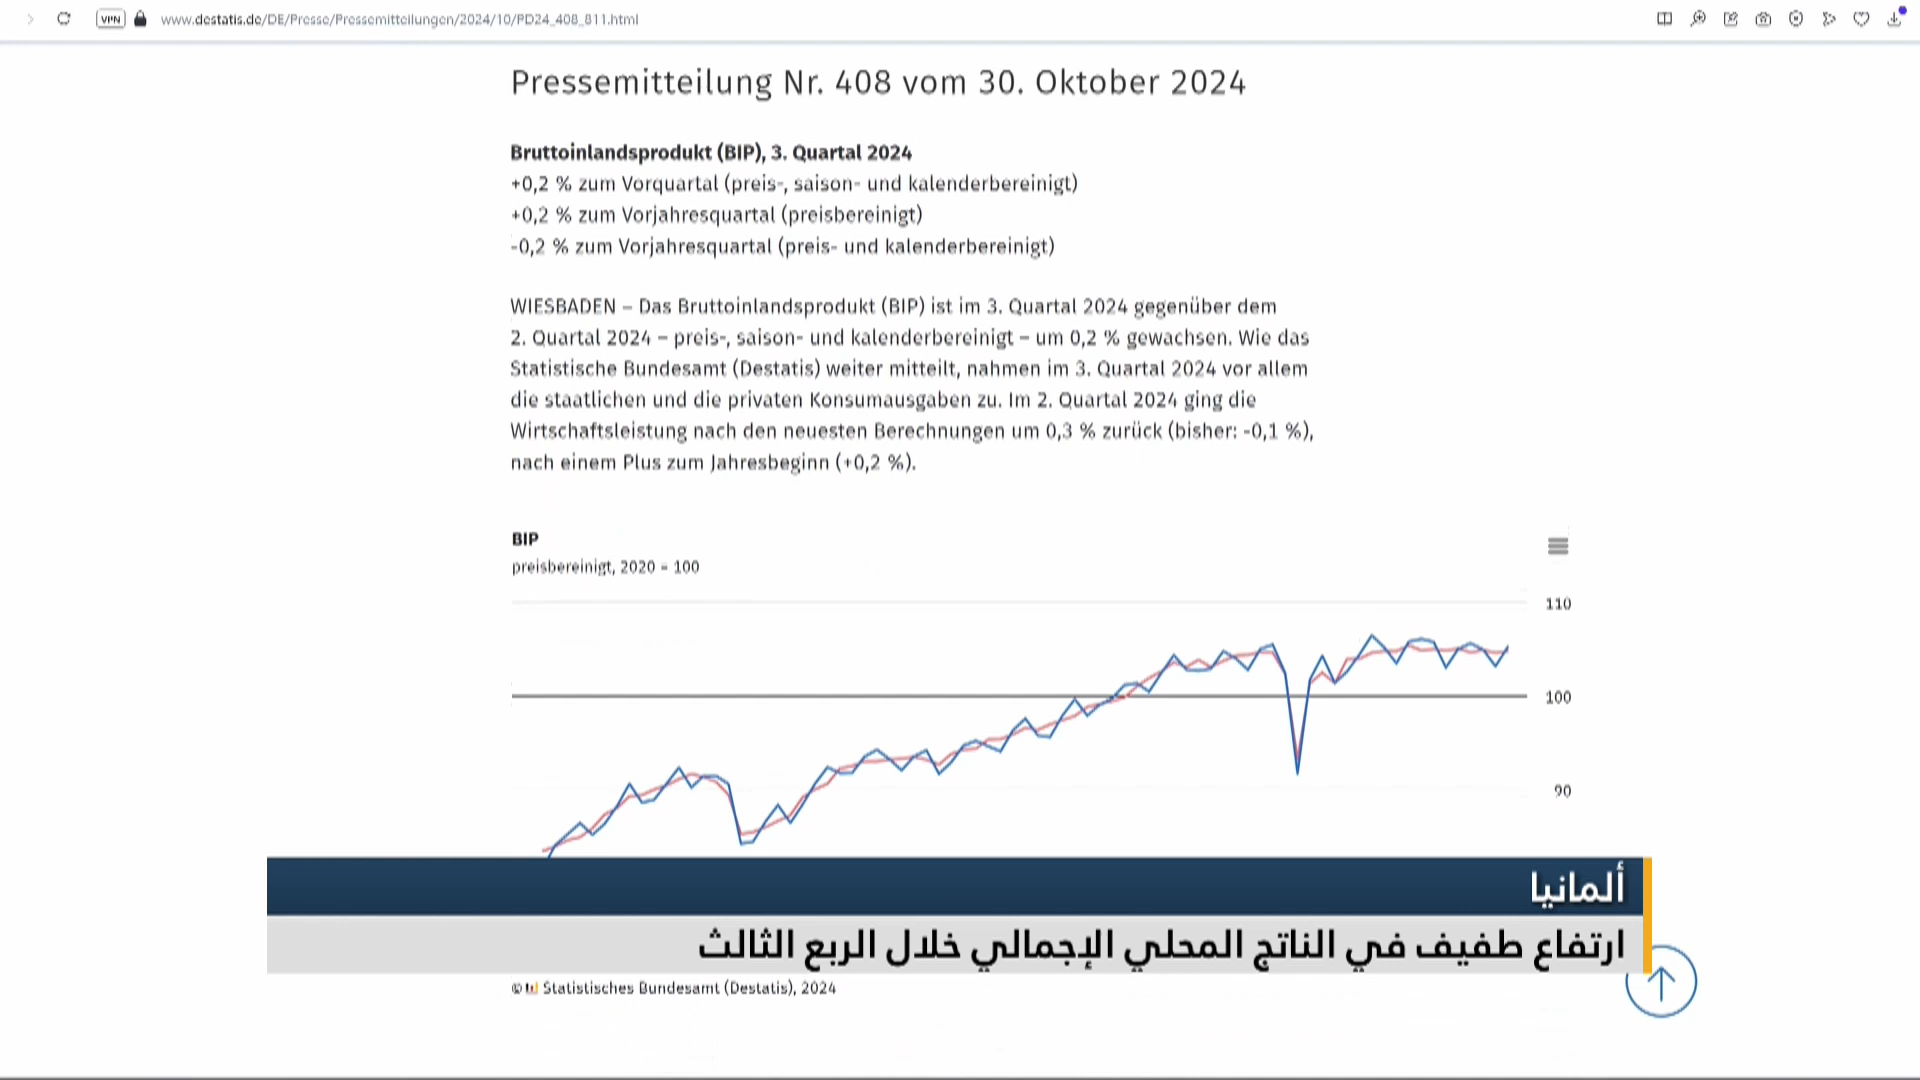 VPN www.destatis.de/DE/Presse/Pressemitteilungen/2024/10/PD24_408_811.html
Pressemitteilung Nr. 408 vom 30. Oktober 2024
Bruttoinlandsprodukt (BIP), 3. Quartal 2024
+0,2 % zum Vorquartal (preis-, saison- und kalenderbereinigt)
+0,2 % zum Vorjahresquartal (preisbereinigt)
-0,2 % zum Vorjahresquartal (preis- und kalenderbereinigt)
WIESBADEN – Das Bruttoinlandsprodukt (BIP) ist im 3. Quartal 2024 gegenüber dem
2. Quartal 2024 – preis-, saison- und kalenderbereinigt – um 0,2 % gewachsen. Wie das
Statistische Bundesamt (Destatis) weiter mitteilt, nahmen im 3. Quartal 2024 vor allem
die staatlichen und die privaten Konsumausgaben zu. Im 2. Quartal 2024 ging die
Wirtschaftsleistung nach den neuesten Berechnungen um 0,3 % zurück (bisher: -0,1 %),
nach einem Plus zum Jahresbeginn (+0,2 %).
BIP
preisbereinigt, 2020 = 100
110
100
90
ألمانيا
ارتفاع طفيف في الناتج المحلي الإجمالي خلال الربع الثالث
© Statistisches Bundesamt (Destatis), 2024